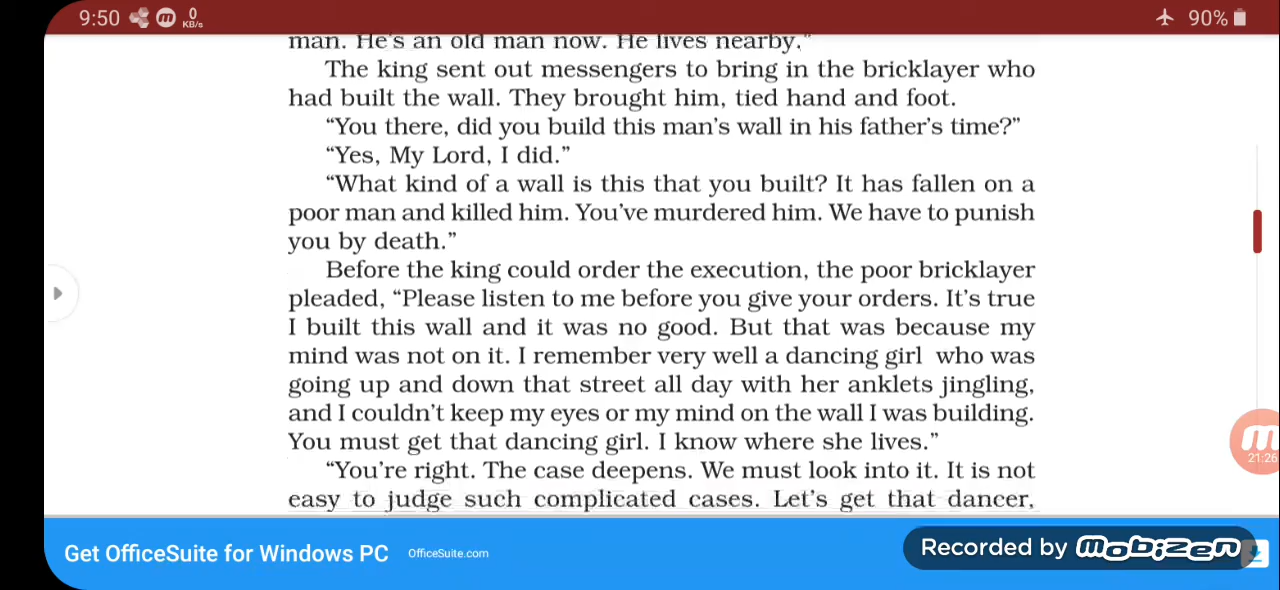 9:50 m 0 KB/s 90%
man. He's an old man now. He lives nearby."
The king sent out messengers to bring in the bricklayer who
had built the wall. They brought him, tied hand and foot.
“You there, did you build this man’s wall in his father’s time?”
“Yes, My Lord, I did.”
“What kind of a wall is this that you built? It has fallen on a
poor man and killed him. You’ve murdered him. We have to punish
you by death.”
Before the king could order the execution, the poor bricklayer
pleaded, “Please listen to me before you give your orders. It’s true
I built this wall and it was no good. But that was because my
mind was not on it. I remember very well a dancing girl who was
going up and down that street all day with her anklets jingling,
and I couldn’t keep my eyes or my mind on the wall I was building.
You must get that dancing girl. I know where she lives.”
“You’re right. The case deepens. We must look into it. It is not
easy to judge such complicated cases. Let’s get that dancer,
m
21:26
Get OfficeSuite for Windows PC OfficeSuite.com
Recorded by mobizen